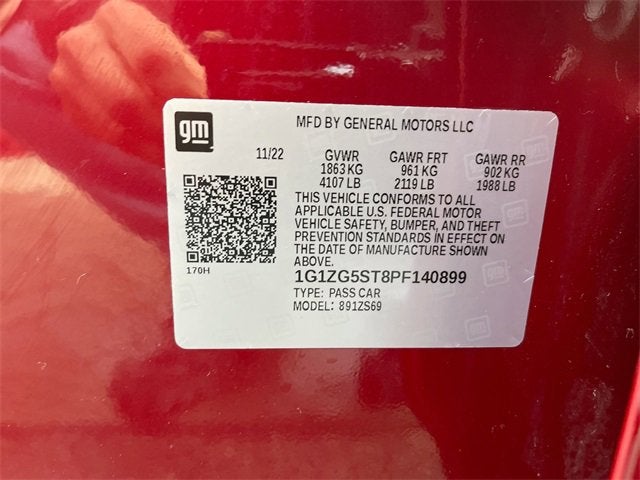 gm
MFD BY GENERAL MOTORS LLC
11/22 GVWR GAWR FRT GAWR RR
1863 KG 961 KG 902 KG
4107 LB 2119 LB 1988 LB
THIS VEHICLE CONFORMS TO ALL
APPLICABLE U.S. FEDERAL MOTOR
VEHICLE SAFETY, BUMPER, AND THEFT
PREVENTION STANDARDS IN EFFECT ON
THE DATE OF MANUFACTURE SHOWN ABOVE.
170H
1G1ZG5ST8PF140899
TYPE: PASS CAR
MODEL: 891ZS69